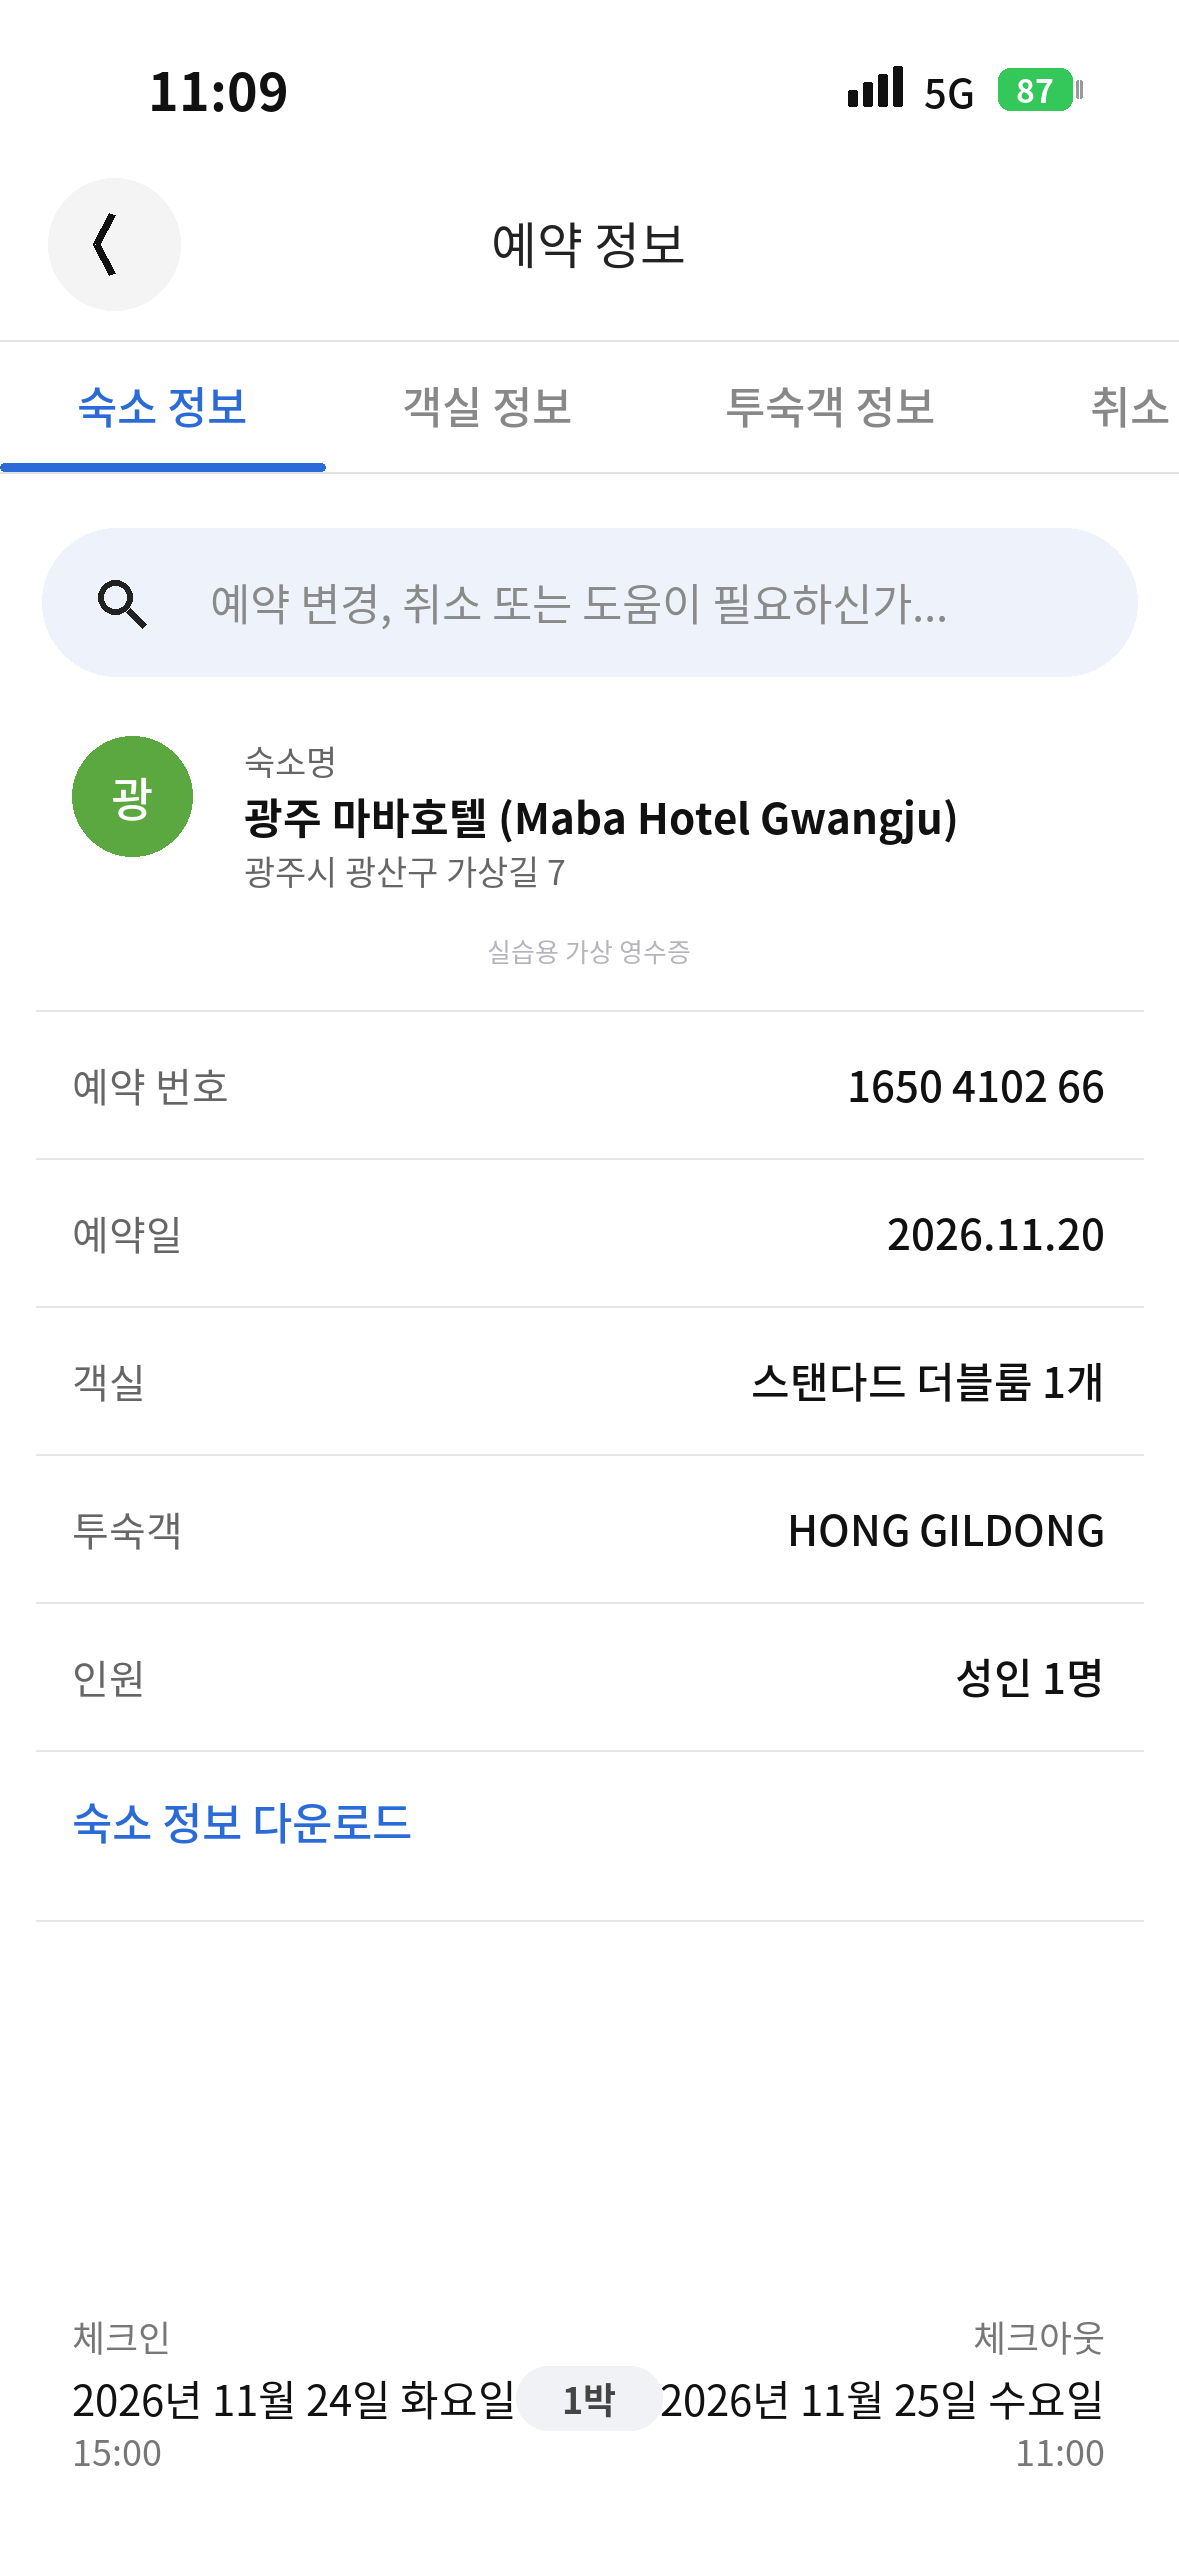 11:09
5G 87
예약 정보
숙소 정보 객실 정보 투숙객 정보 취소
예약 변경, 취소 또는 도움이 필요하신가...
광
숙소명
광주 마바호텔 (Maba Hotel Gwangju)
광주시 광산구 가상길 7
실습용 가상 영수증
예약 번호 1650 4102 66
예약일 2026.11.20
객실 스탠다드 더블룸 1개
투숙객 HONG GILDONG
인원 성인 1명
숙소 정보 다운로드
체크인 체크아웃
2026년 11월 24일 화요일 1박 2026년 11월 25일 수요일
15:00 11:00